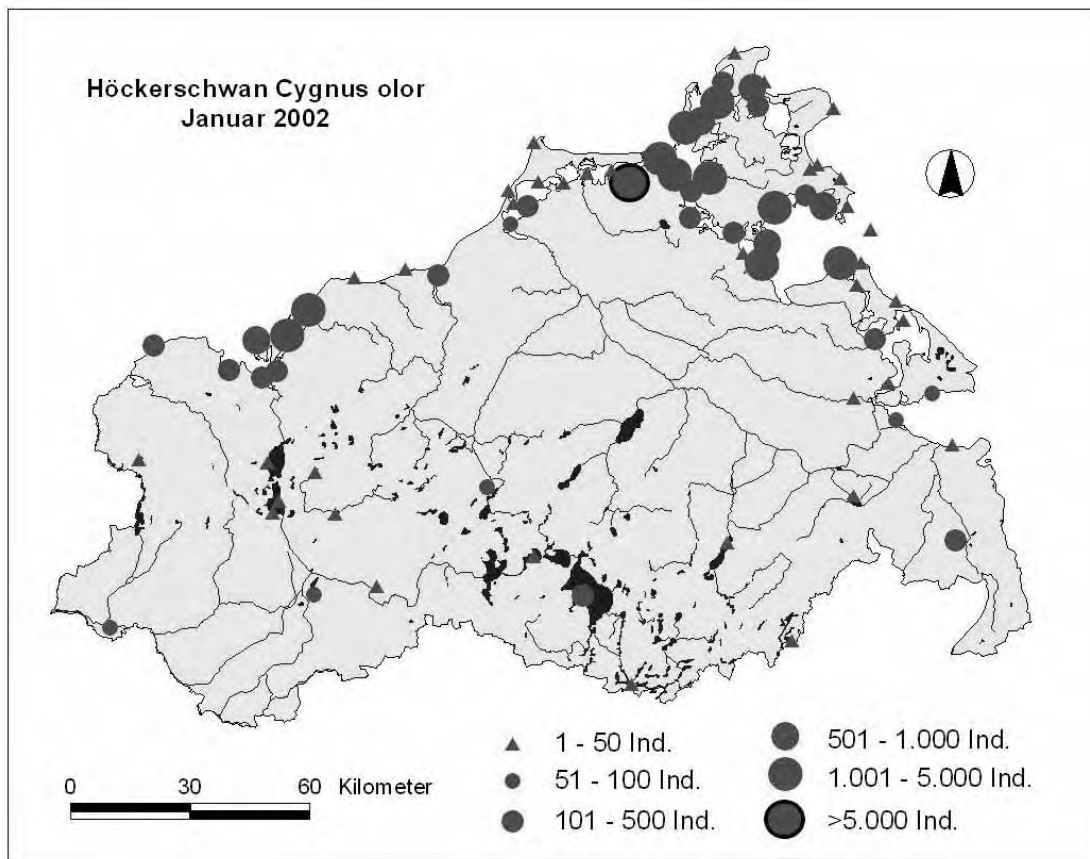 Höckerschwan Cygnus olor
Januar 2002
1 - 50 Ind.
51 - 100 Ind.
101 - 500 Ind.
501 - 1.000 Ind.
1.001 - 5.000 Ind.
>5.000 Ind.
0 30 60 Kilometer